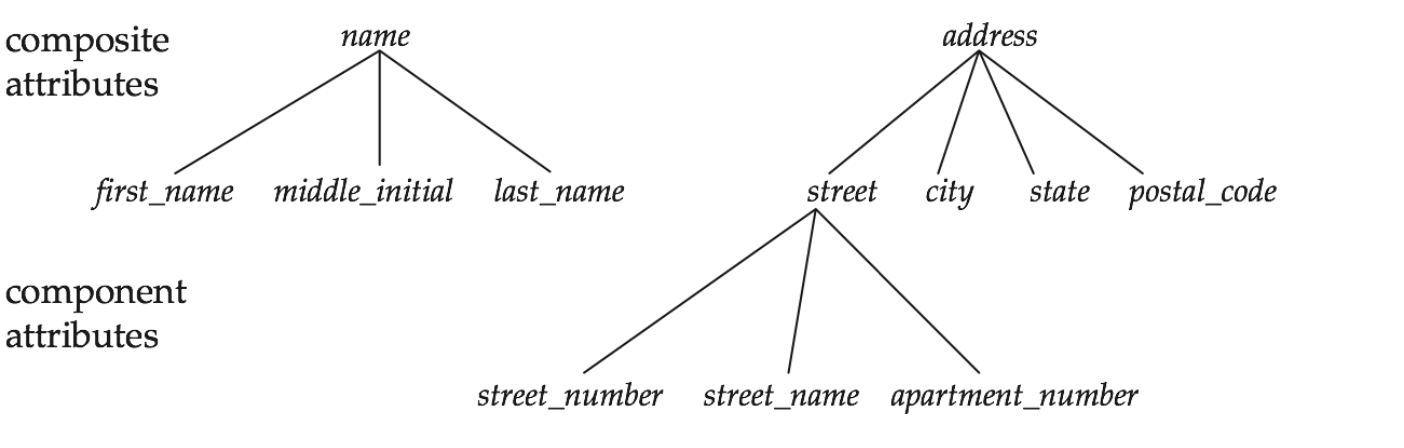 composite attributes
name
address
first_name middle_initial last_name
street city state postal_code
component attributes
street_number street_name apartment_number